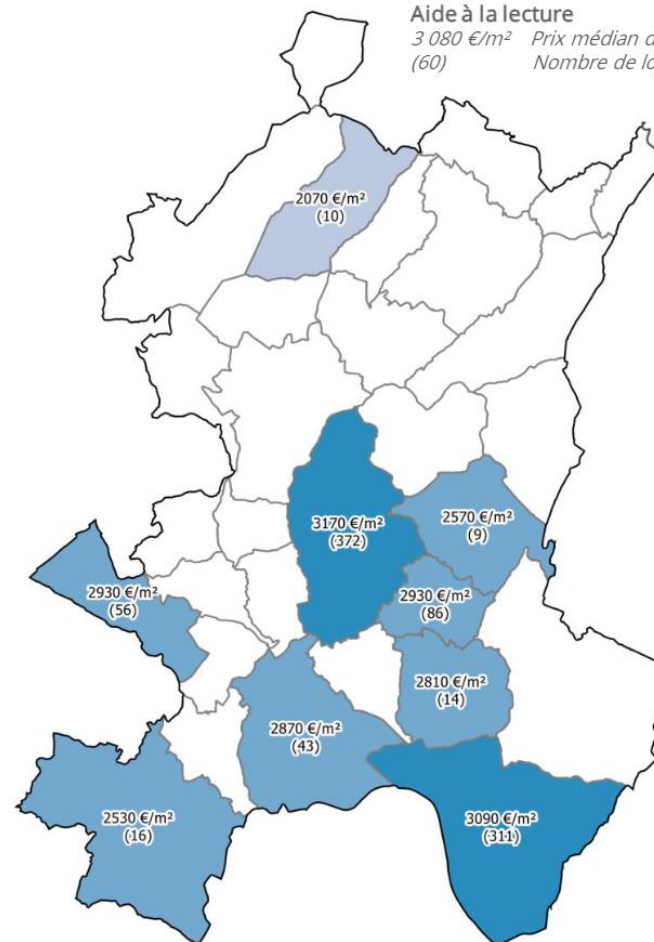 Aide à la lecture
3 080 €/m² Prix médian
(60) Nombre de
2070 €/m²
(10)
3170 €/m²
(372)
2570 €/m²
(9)
2930 €/m²
(56)
2930 €/m²
(86)
2810 €/m²
(14)
2870 €/m²
(43)
2530 €/m²
(16)
3090 €/m²
(311)